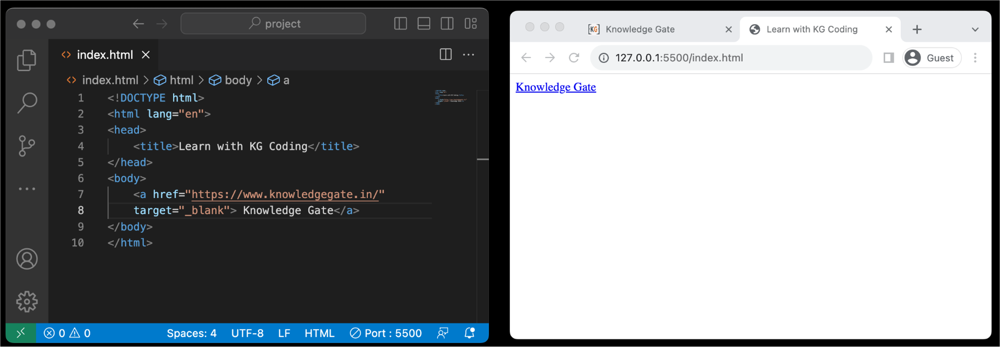 project
index.html
index.html > html > body > a
1 <!DOCTYPE html>
2 <html lang="en">
3 <head>
4 <title>Learn with KG Coding</title>
5 </head>
6 <body>
7 <a href="https://www.knowledgegate.in/"
8 target="_blank"> Knowledge Gate</a>
9 </body>
10 </html>
0 0 Spaces: 4 UTF-8 LF HTML Port : 5500
KG Knowledge Gate Learn with KG Coding
127.0.0.1:5500/index.html Guest
Knowledge Gate